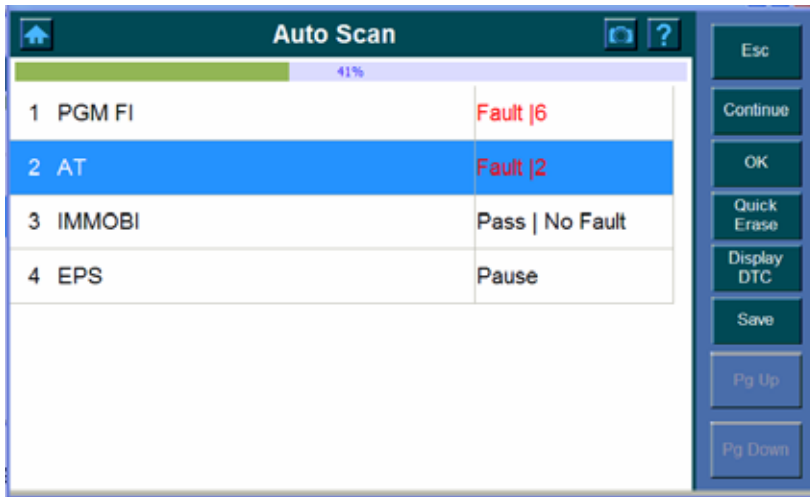 Auto Scan
?
41%
1 PGM FI Fault |6
2 AT Fault |2
3 IMMOBI Pass | No Fault
4 EPS Pause
Esc
Continue
OK
Quick
Erase
Display
DTC
Save
Pg Up
Pg Down